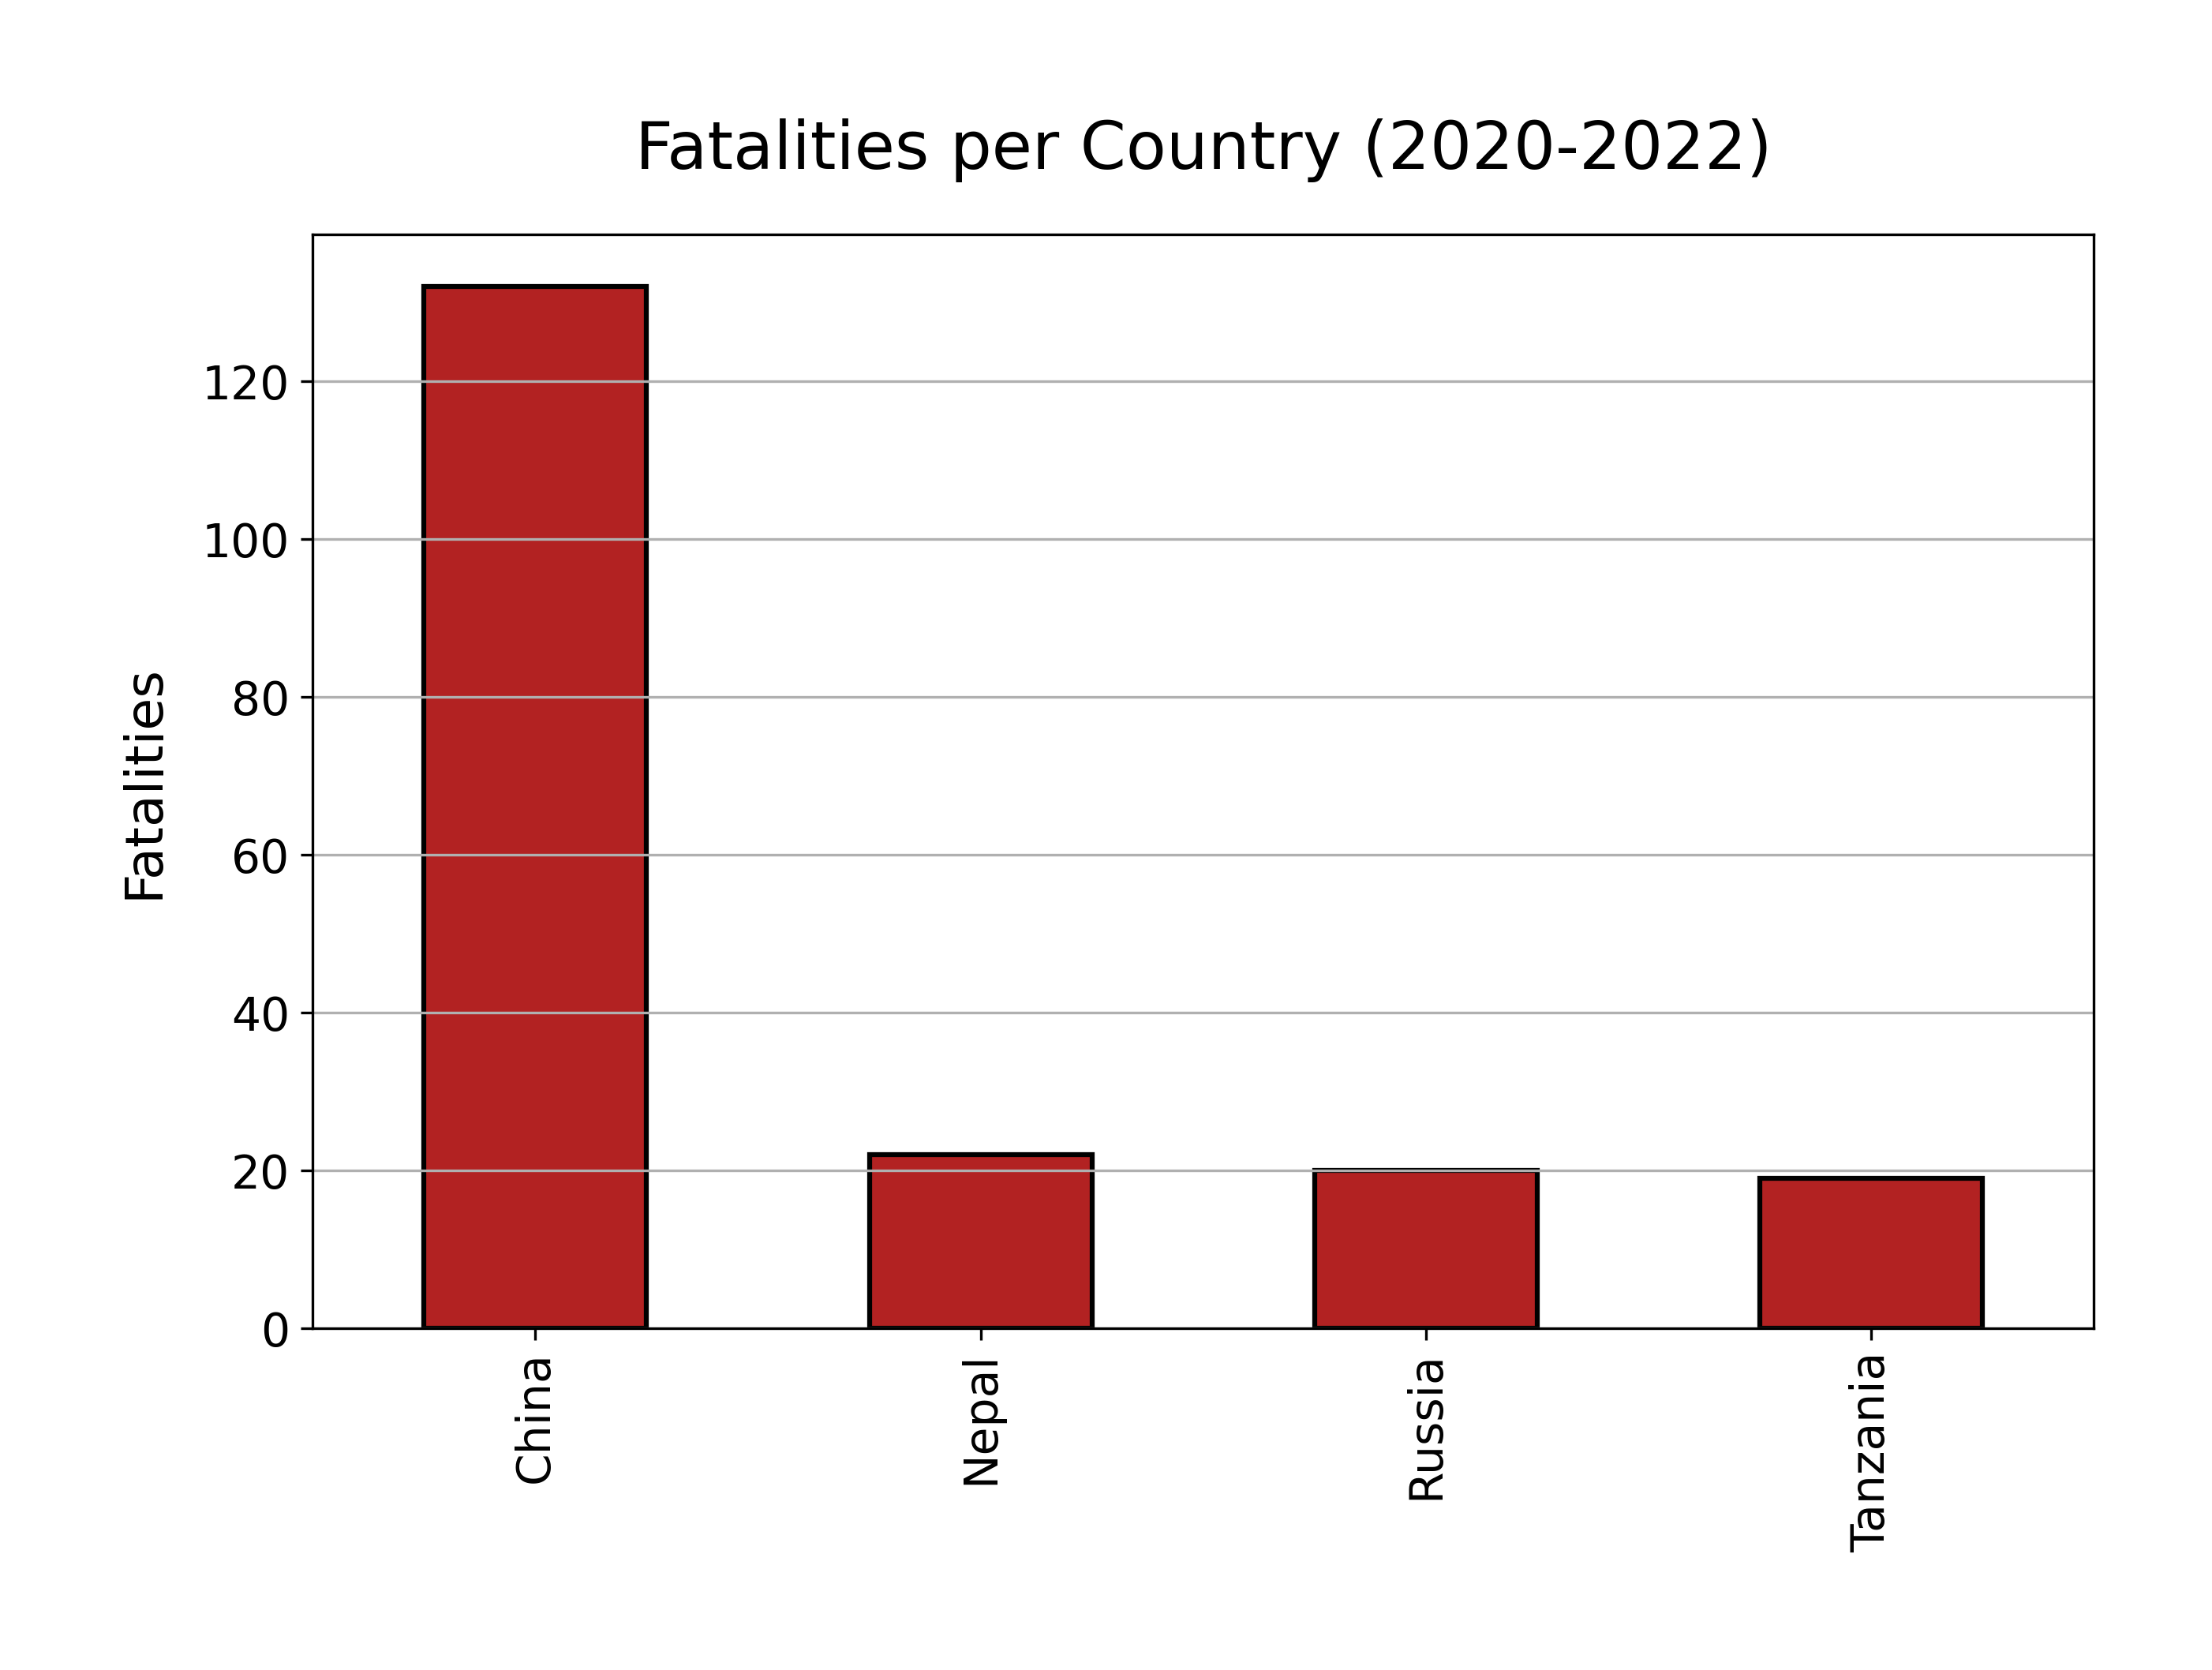 Fatalities per Country (2020-2022)
Fatalities
120
100
80
60
40
20
0
China
Nepal
Russia
Tanzania